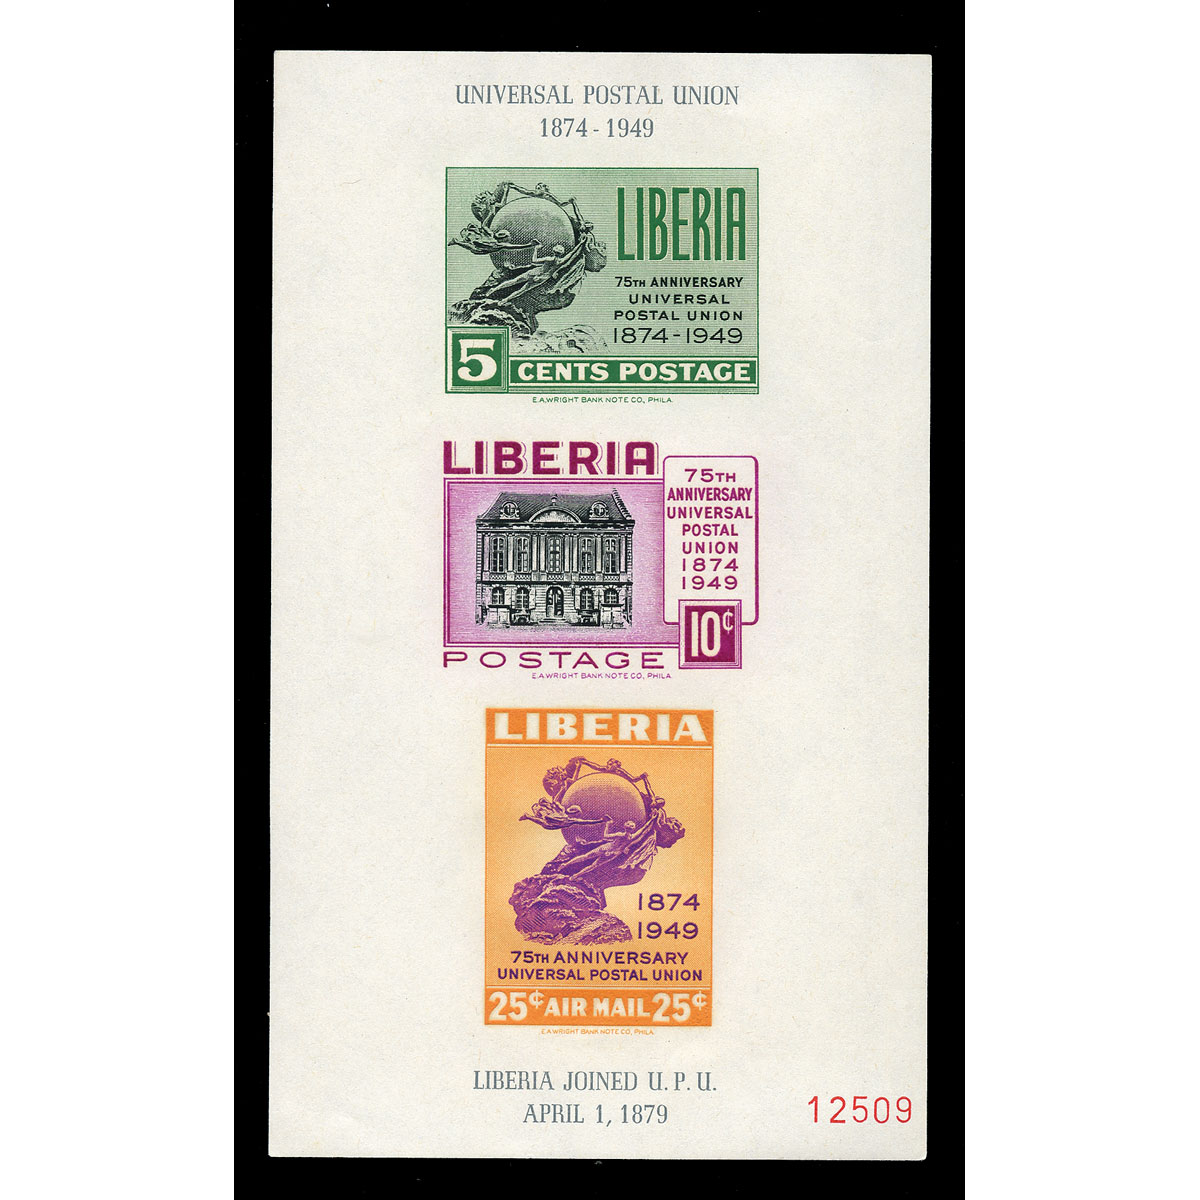 UNIVERSAL POSTAL UNION
1874 - 1949
LIBERIA
75TH ANNIVERSARY
UNIVERSAL
POSTAL UNION
1874-1949
5 CENTS POSTAGE
E.A.WRIGHT BANK NOTE CO., PHILA.
LIBERIA
75TH
ANNIVERSARY
UNIVERSAL
POSTAL
UNION
1874
1949
10¢
POSTAGE
E.A.WRIGHT BANK NOTE CO., PHILA.
LIBERIA
1874
1949
75TH ANNIVERSARY
UNIVERSAL POSTAL UNION
25¢ AIR MAIL 25¢
E.A.WRIGHT BANK NOTE CO., PHILA.
LIBERIA JOINED U. P. U.
APRIL 1, 1879
12509